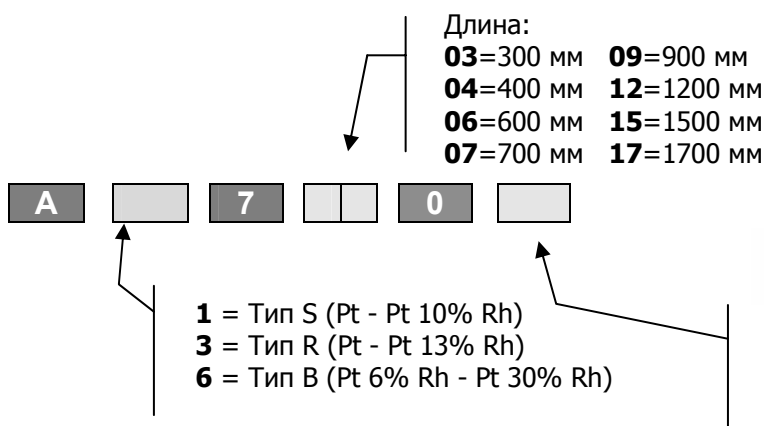 Длина:
03=300 мм 09=900 мм
04=400 мм 12=1200 мм
06=600 мм 15=1500 мм
07=700 мм 17=1700 мм
A 7 0
1 = Тип S (Pt - Pt 10% Rh)
3 = Тип R (Pt - Pt 13% Rh)
6 = Тип B (Pt 6% Rh - Pt 30% Rh)